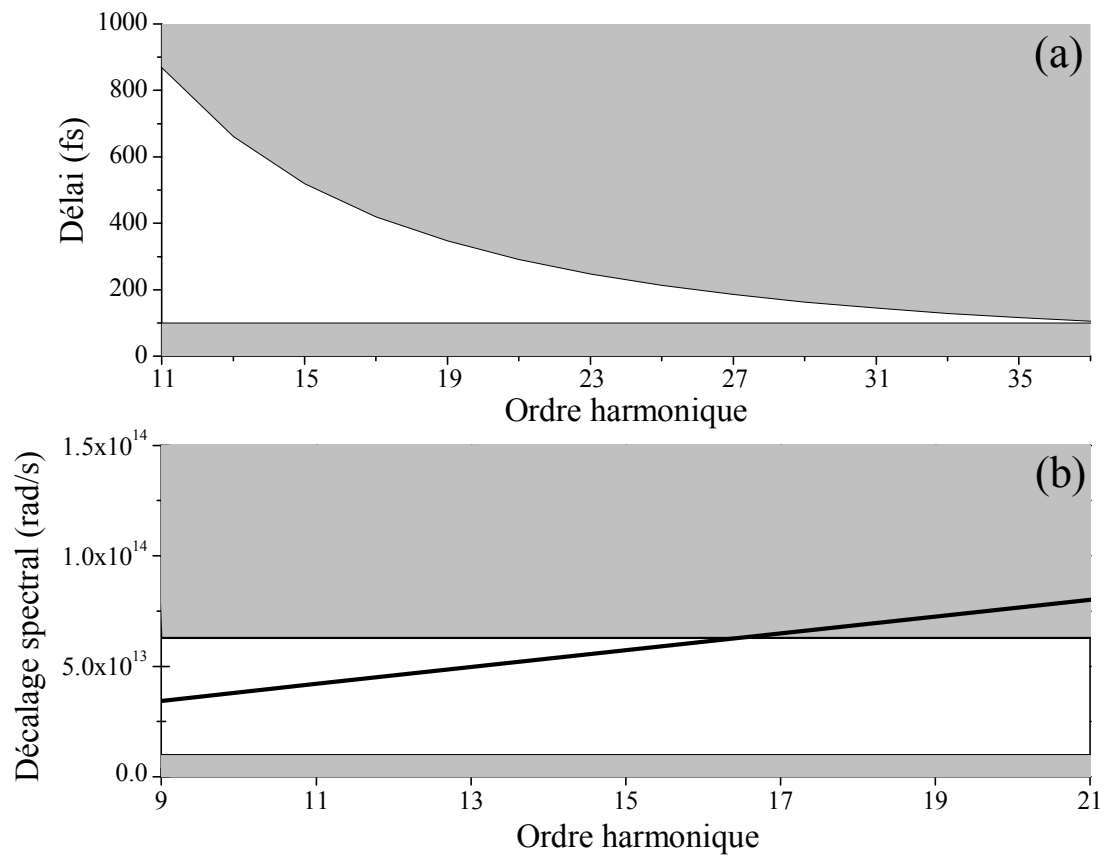 (a)
Délai (fs)
1000
800
600
400
200
0
11 15 19 23 27 31 35
Ordre harmonique
(b)
Décalage spectral (rad/s)
1.5x10^14
1.0x10^14
5.0x10^13
0.0
9 11 13 15 17 19 21
Ordre harmonique